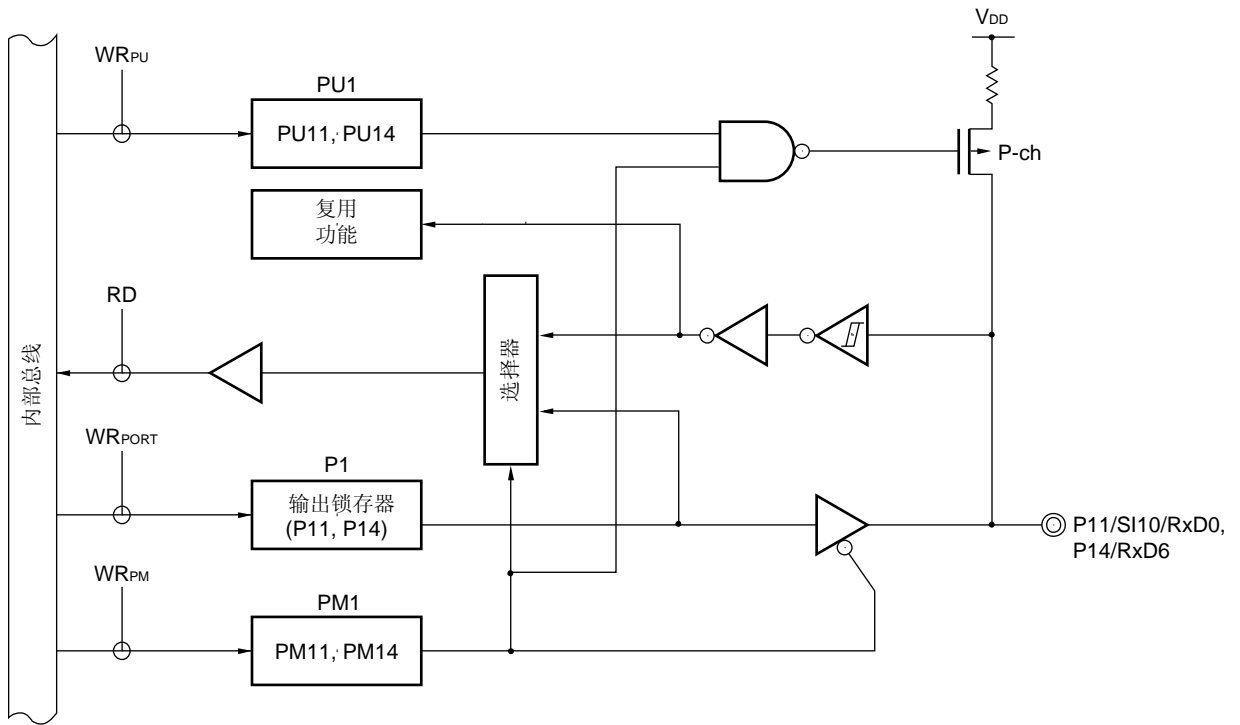 VDD
WRPU
PU1
PU11, PU14
P-ch
复用
功能
RD
选择器
内部总线
WRPORT
P1
输出锁存器
(P11, P14)
P11/SI10/RxD0,
P14/RxD6
WRPM
PM1
PM11, PM14